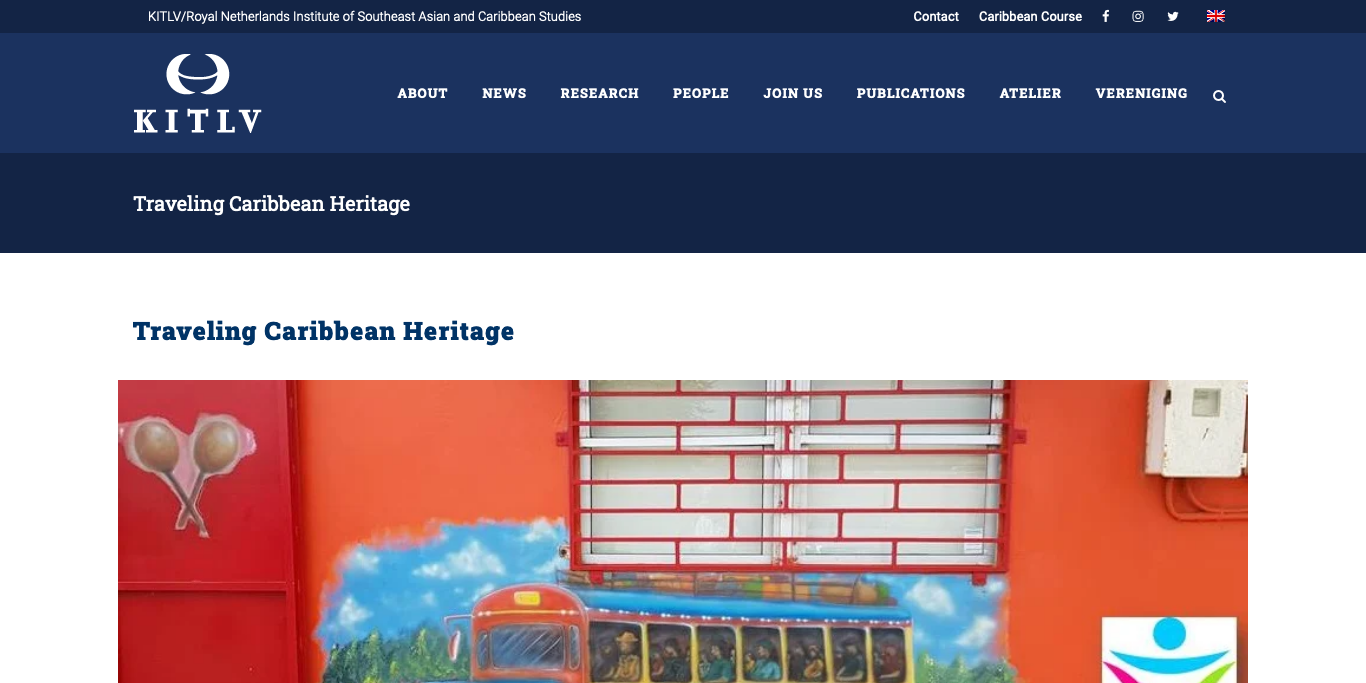 KITLV/Royal Netherlands Institute of Southeast Asian and Caribbean Studies
Contact Caribbean Course
KITLV
ABOUT NEWS RESEARCH PEOPLE JOIN US PUBLICATIONS ATELIER VERENIGING
Traveling Caribbean Heritage
Traveling Caribbean Heritage